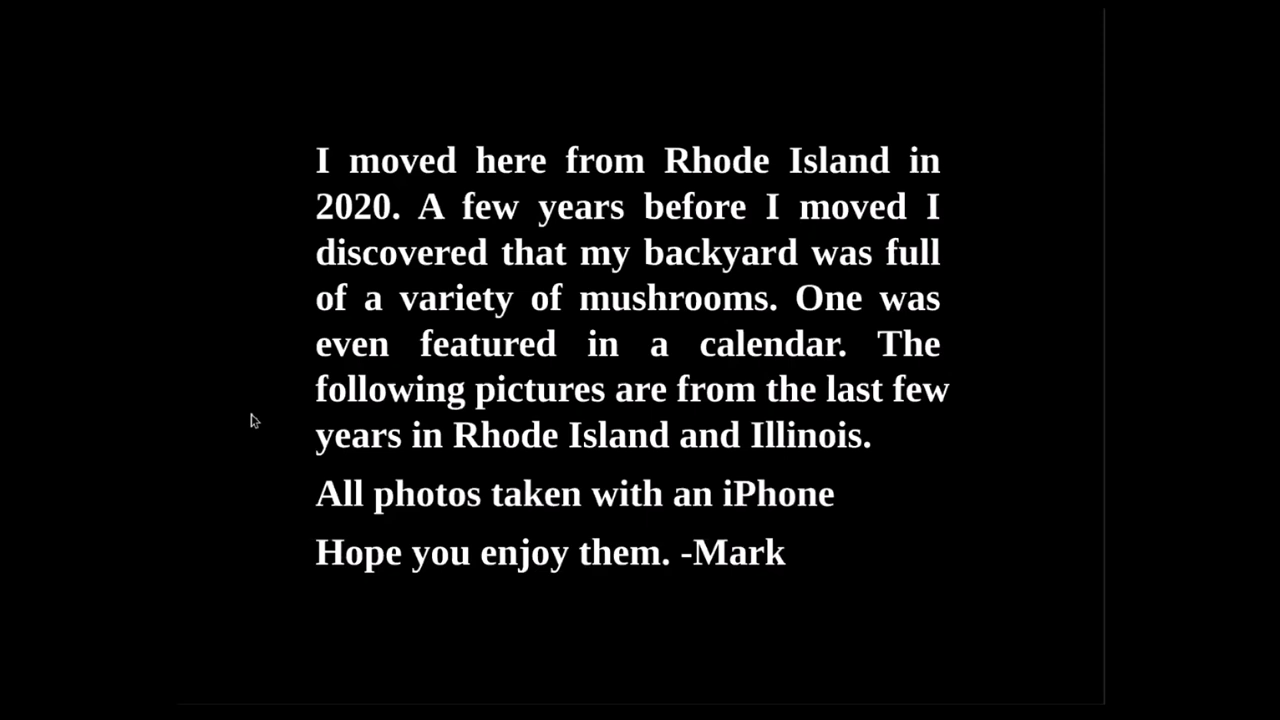 I moved here from Rhode Island in
2020. A few years before I moved I
discovered that my backyard was full
of a variety of mushrooms. One was
even featured in a calendar. The
following pictures are from the last few
years in Rhode Island and Illinois.
All photos taken with an iPhone
Hope you enjoy them. -Mark